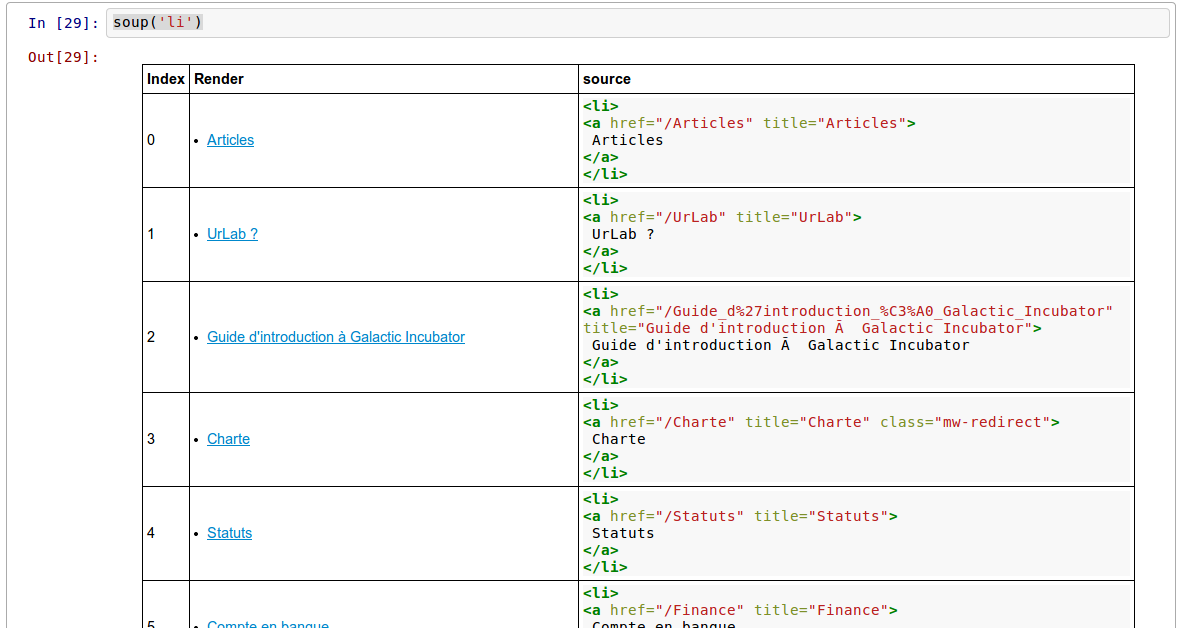 In [29]: soup('li')
Out[29]:
Index Render source
0 • Articles
<li>
<a href="/Articles" title="Articles">
Articles
</a>
</li>
1 • UrLab ?
<li>
<a href="/UrLab" title="UrLab">
UrLab ?
</a>
</li>
2 • Guide d'introduction à Galactic Incubator
<li>
<a href="/Guide_d%27introduction_%C3%A0_Galactic_Incubator"
title="Guide d'introduction Ã  Galactic Incubator">
Guide d'introduction Ã  Galactic Incubator
</a>
</li>
3 • Charte
<li>
<a href="/Charte" title="Charte" class="mw-redirect">
Charte
</a>
</li>
4 • Statuts
<li>
<a href="/Statuts" title="Statuts">
Statuts
</a>
</li>
5 • Compte en banque
<li>
<a href="/Finance" title="Finance">
Compte en banque